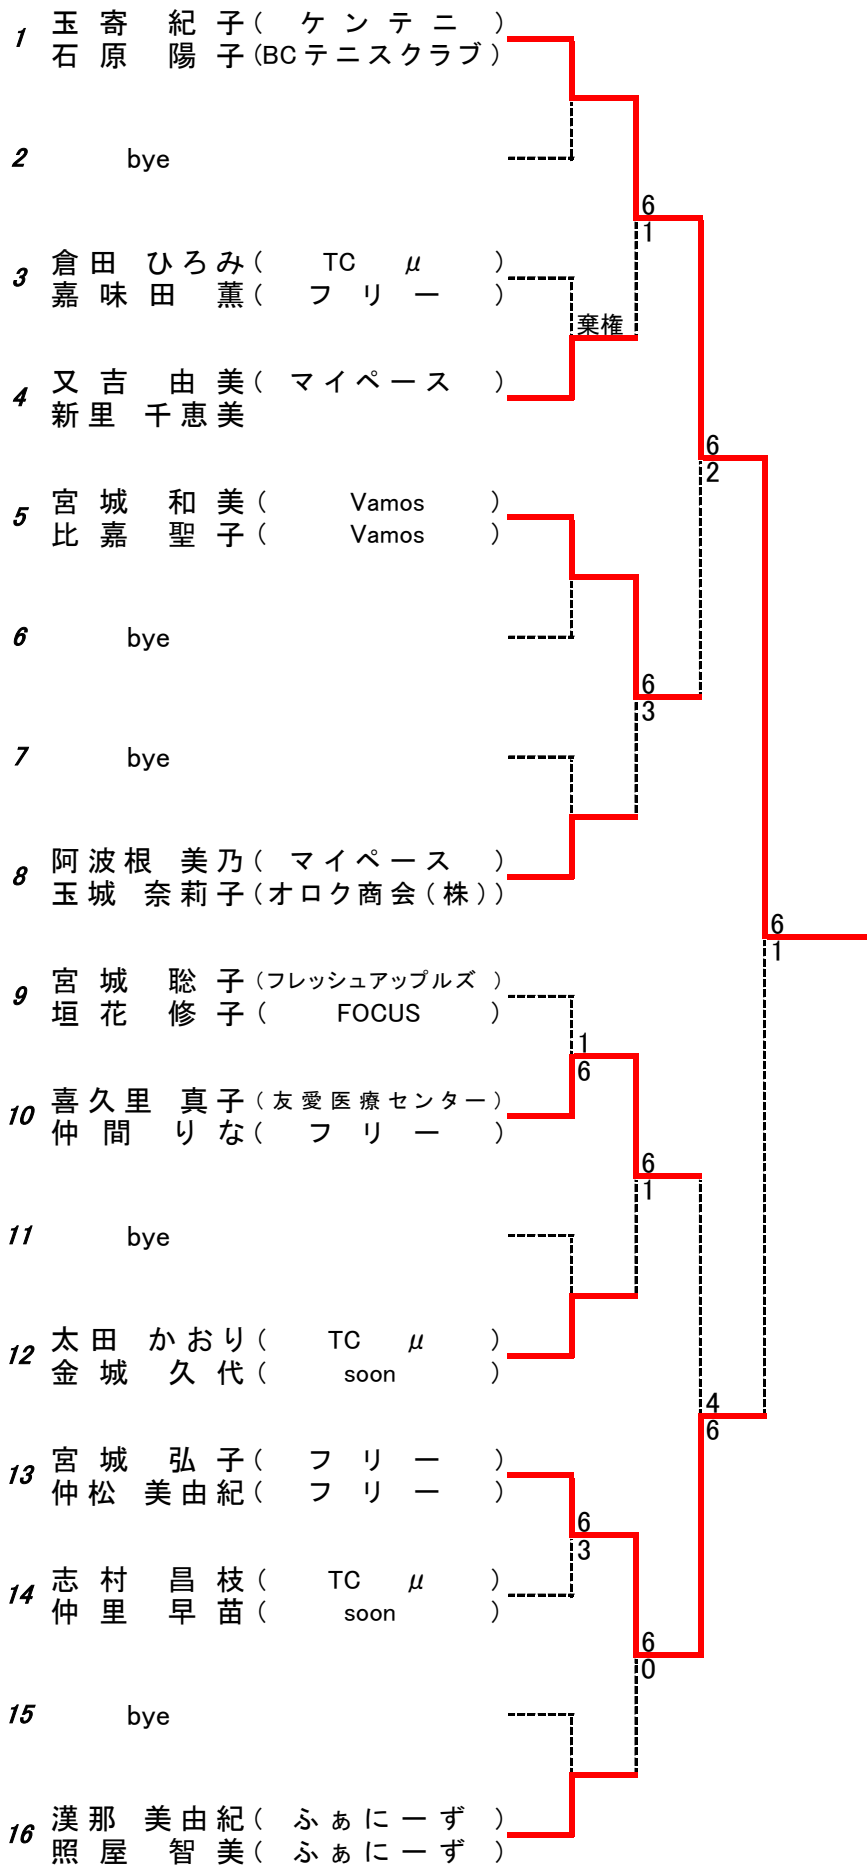 1 玉寄 紀子(ケンテニ)
石原 陽子(BCテニスクラブ)
2 bye
6
1
3 倉田 ひろみ(TC μ)
嘉味田 薫(フリー)
棄権
4 又吉 由美(マイペース)
新里 千恵美
6
2
5 宮城 和美(Vamos)
比嘉 聖子(Vamos)
6 bye
6
3
7 bye
8 阿波根 美乃(マイペース)
玉城 奈莉子(オロク商会(株))
6
1
9 宮城 聡子(フレッシュアップルズ)
垣花 修子(FOCUS)
1
6
10 喜久里 真子(友愛医療センター)
仲間 りな(フリー)
6
1
11 bye
12 太田 かおり(TC μ)
金城 久代(soon)
4
6
13 宮城 弘子(フリー)
仲松 美由紀(フリー)
6
3
14 志村 昌枝(TC μ)
仲里 早苗(soon)
6
0
15 bye
16 漢那 美由紀(ふぁにーず)
照屋 智美(ふぁにーず)